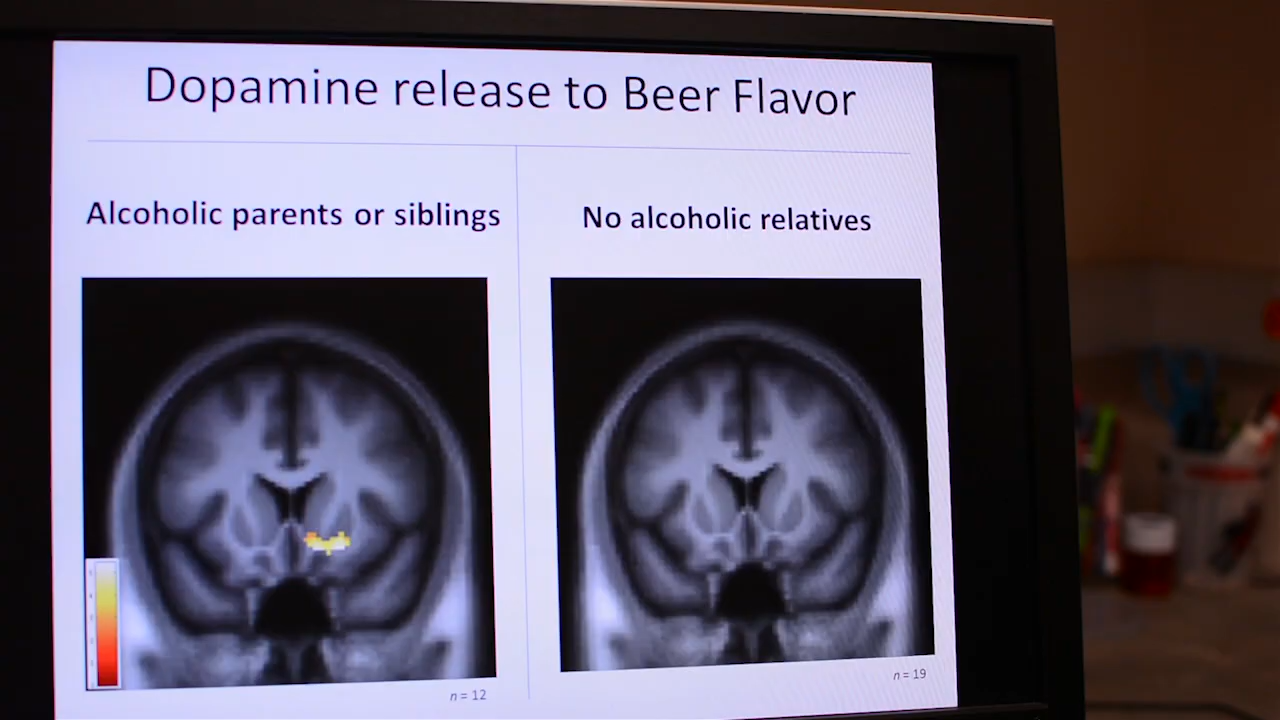 Dopamine release to Beer Flavor
Alcoholic parents or siblings
No alcoholic relatives
n = 12
n = 19